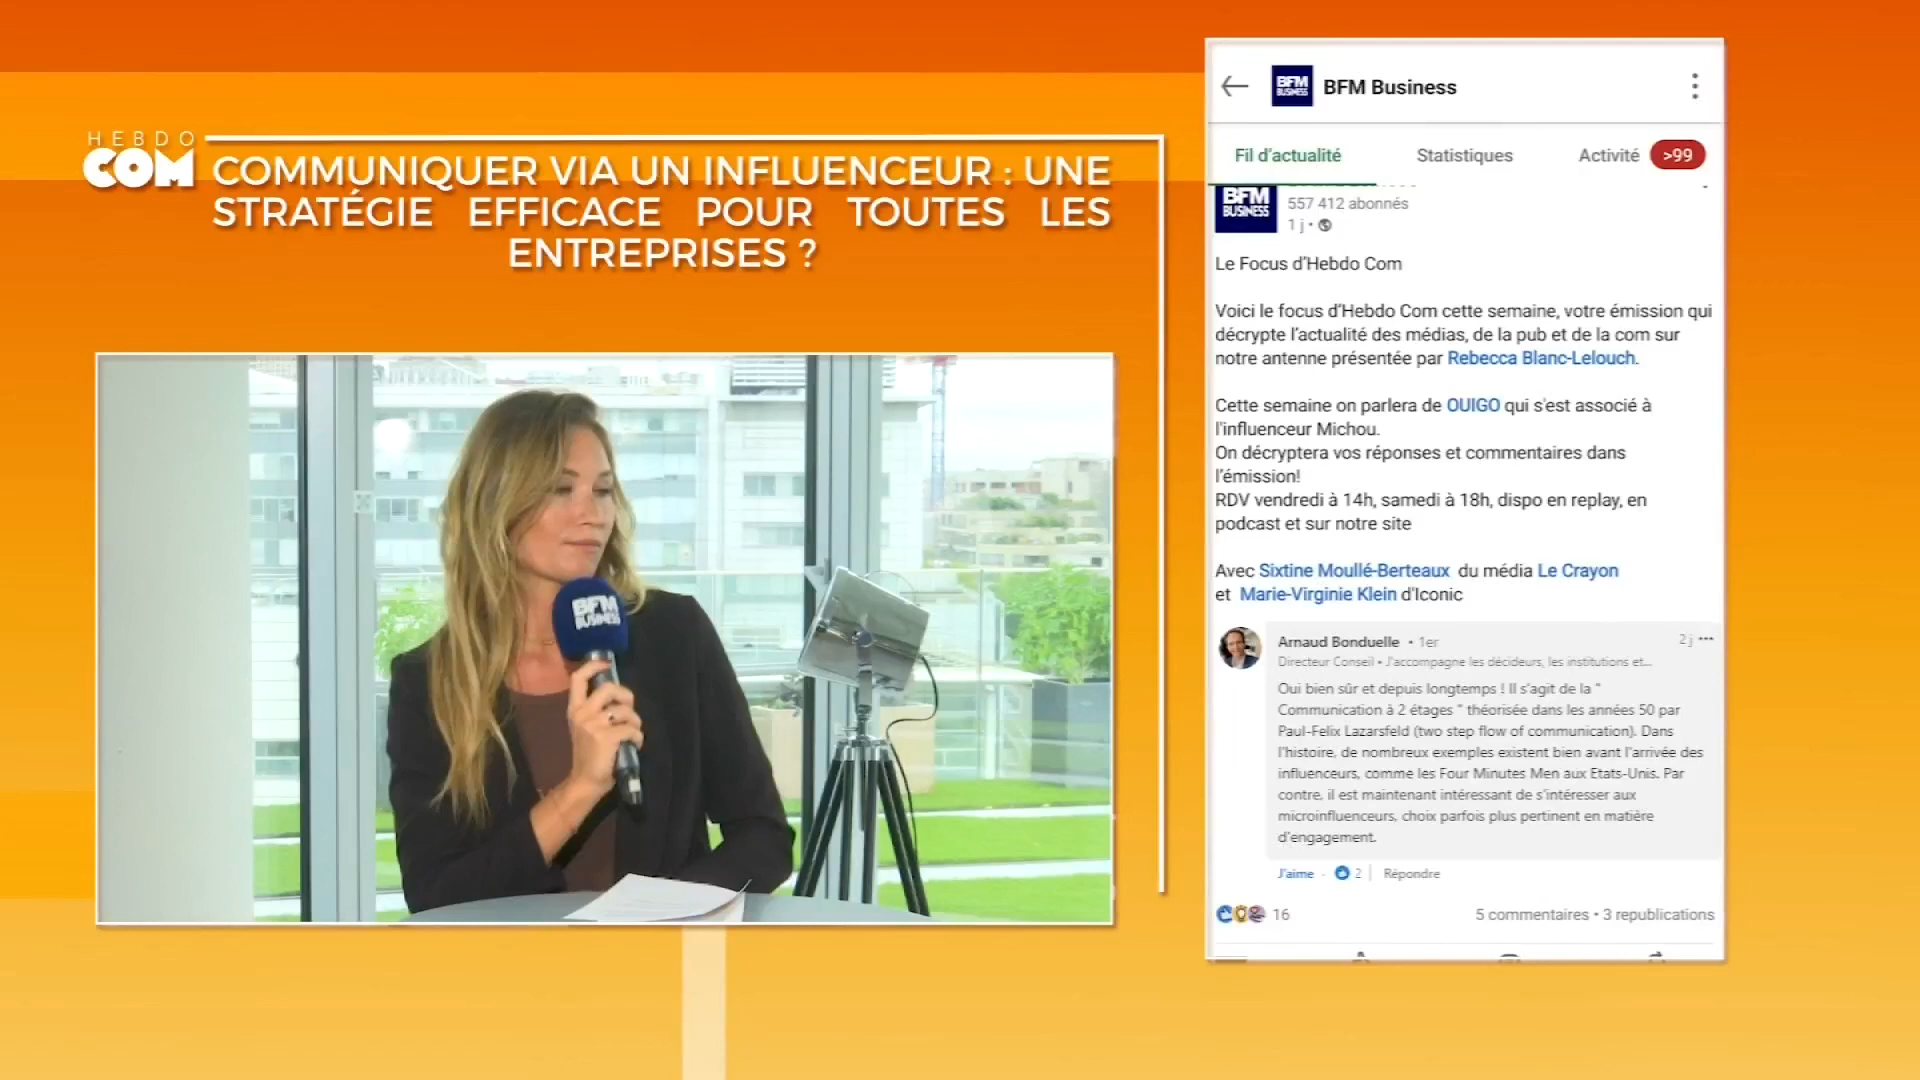 HEBDO
COM
COMMUNIQUER VIA UN INFLUENCEUR : UNE
STRATÉGIE EFFICACE POUR TOUTES LES
ENTREPRISES ?
BFM
BUSINESS
BFM
BUSINESS
BFM Business
Fil d'actualité
Statistiques
Activité
>99
BFM
BUSINESS
557 412 abonnés
1 j •
Le Focus d'Hebdo Com
Voici le focus d'Hebdo Com cette semaine, votre émission qui
décrypte l'actualité des médias, de la pub et de la com sur
notre antenne présentée par Rebecca Blanc-Lelouch.
Cette semaine on parlera de OUIGO qui s'est associé à
l'influenceur Michou.
On décryptera vos réponses et commentaires dans
l'émission!
RDV vendredi à 14h, samedi à 18h, dispo en replay, en
podcast et sur notre site
Avec Sixtine Moullé-Berteaux du média Le Crayon
et Marie-Virginie Klein d'Iconic
Arnaud Bonduelle • 1er
2 j
Directeur Conseil • J'accompagne les décideurs, les institutions et...
Oui bien sûr et depuis longtemps ! Il s'agit de la "
Communication à 2 étages " théorisée dans les années 50 par
Paul-Felix Lazarsfeld (two step flow of communication). Dans
l'histoire, de nombreux exemples existent bien avant l'arrivée des
influenceurs, comme les Four Minutes Men aux Etats-Unis. Par
contre, il est maintenant intéressant de s'intéresser aux
microinfluenceurs, choix parfois plus pertinent en matière
d'engagement.
J'aime · 2 | Répondre
16
5 commentaires • 3 republications